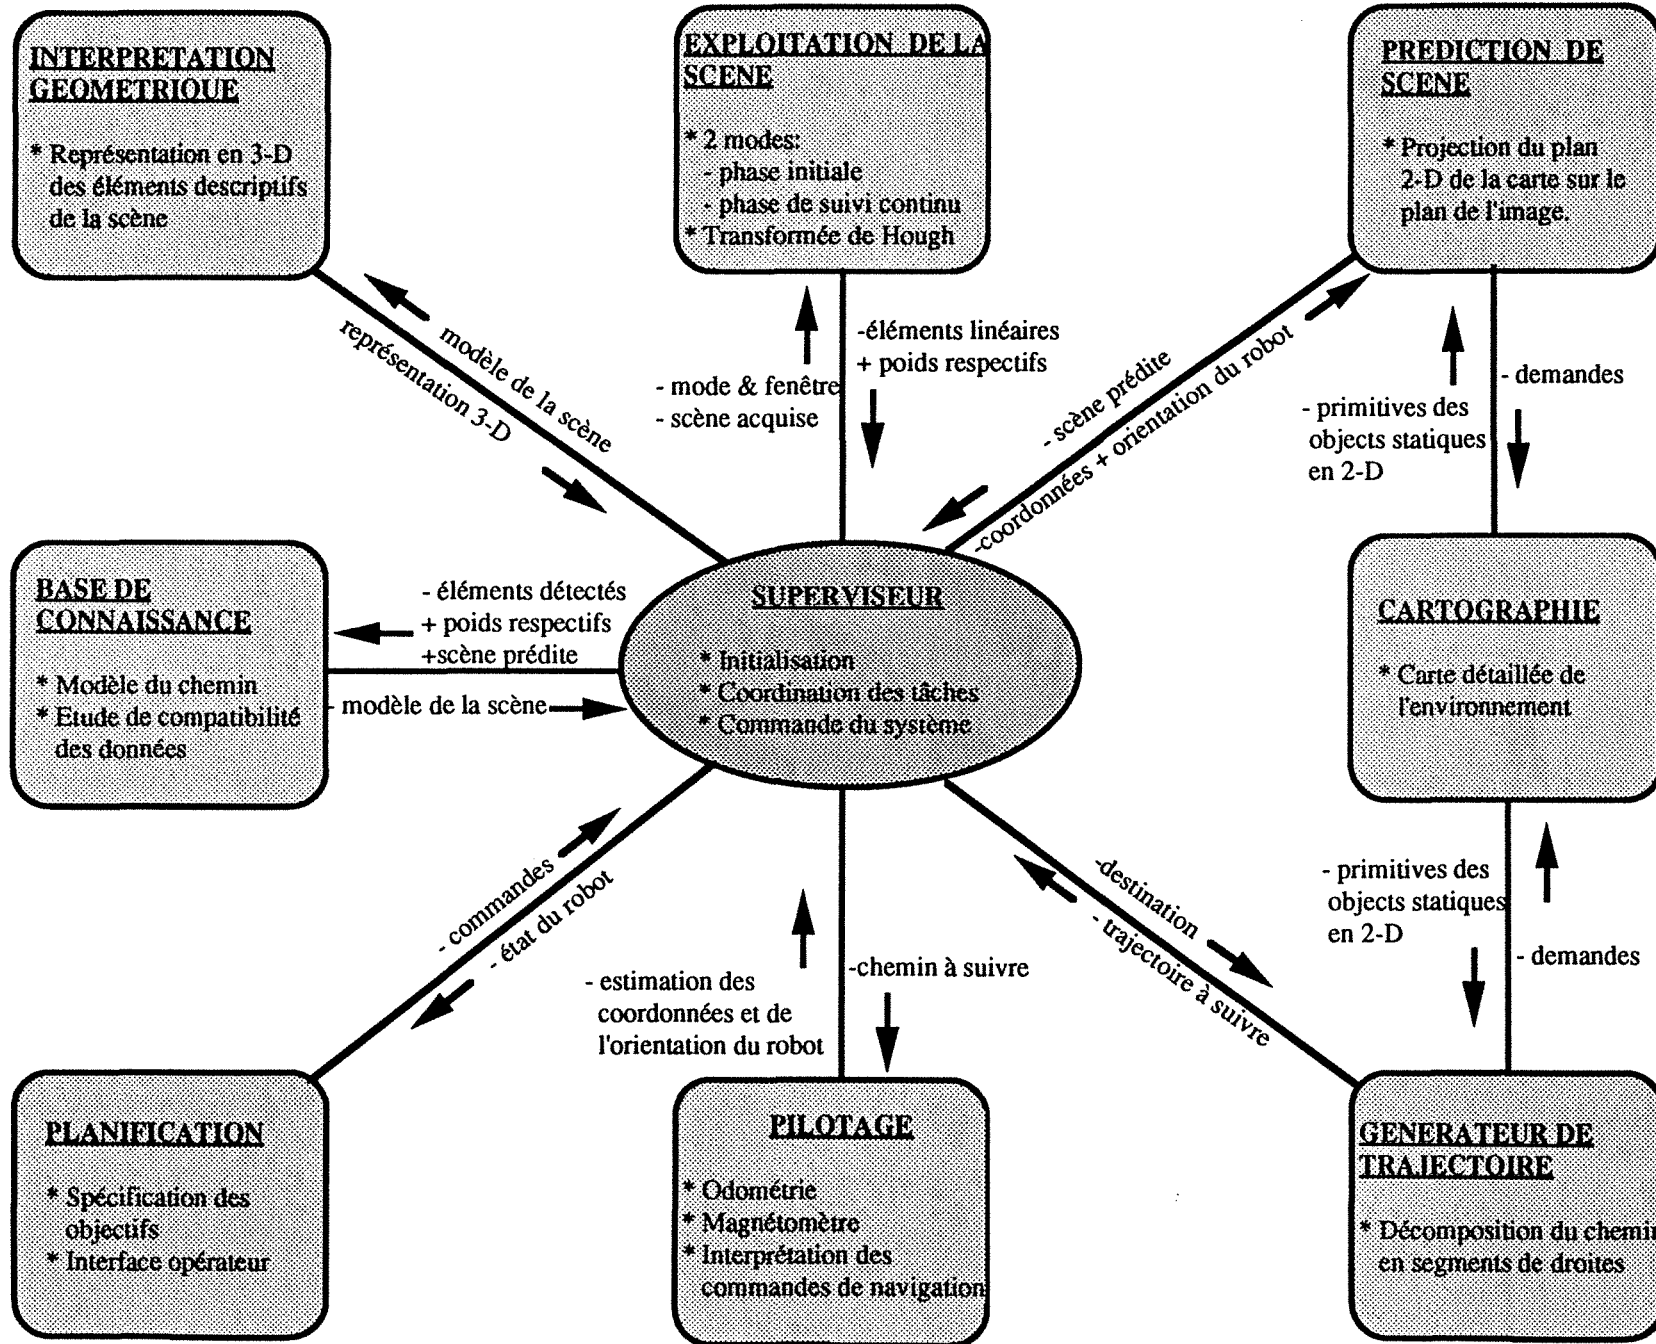 INTERPRETATION
GEOMETRIQUE
* Représentation en 3-D
des éléments descriptifs
de la scène
EXPLOITATION DE LA
SCENE
* 2 modes:
- phase initiale
- phase de suivi continu
* Transformée de Hough
PREDICTION DE
SCENE
* Projection du plan
2-D de la carte sur le
plan de l'image.
modèle de la scène
représentation 3-D
- mode & fenêtre
- scène acquise
-éléments linéaires
+ poids respectifs
- scène prédite
-coordonnées + orientation du robot
- primitives des
objects statiques
en 2-D
- demandes
BASE DE
CONNAISSANCE
* Modèle du chemin
* Etude de compatibilité
des données
- éléments détectés
+ poids respectifs
+scène prédite
- modèle de la scène
SUPERVISEUR
* Initialisation
* Coordination des tâches
* Commande du système
CARTOGRAPHIE
* Carte détaillée de
l'environnement
- commandes
- état du robot
- estimation des
coordonnées et de
l'orientation du robot
-chemin à suivre
-destination
- trajectoire à suivre
- primitives des
objects statiques
en 2-D
- demandes
PLANIFICATION
* Spécification des
objectifs
* Interface opérateur
PILOTAGE
* Odométrie
* Magnétomètre
* Interprétation des
commandes de navigation
GENERATEUR DE
TRAJECTOIRE
* Décomposition du chemin
en segments de droites